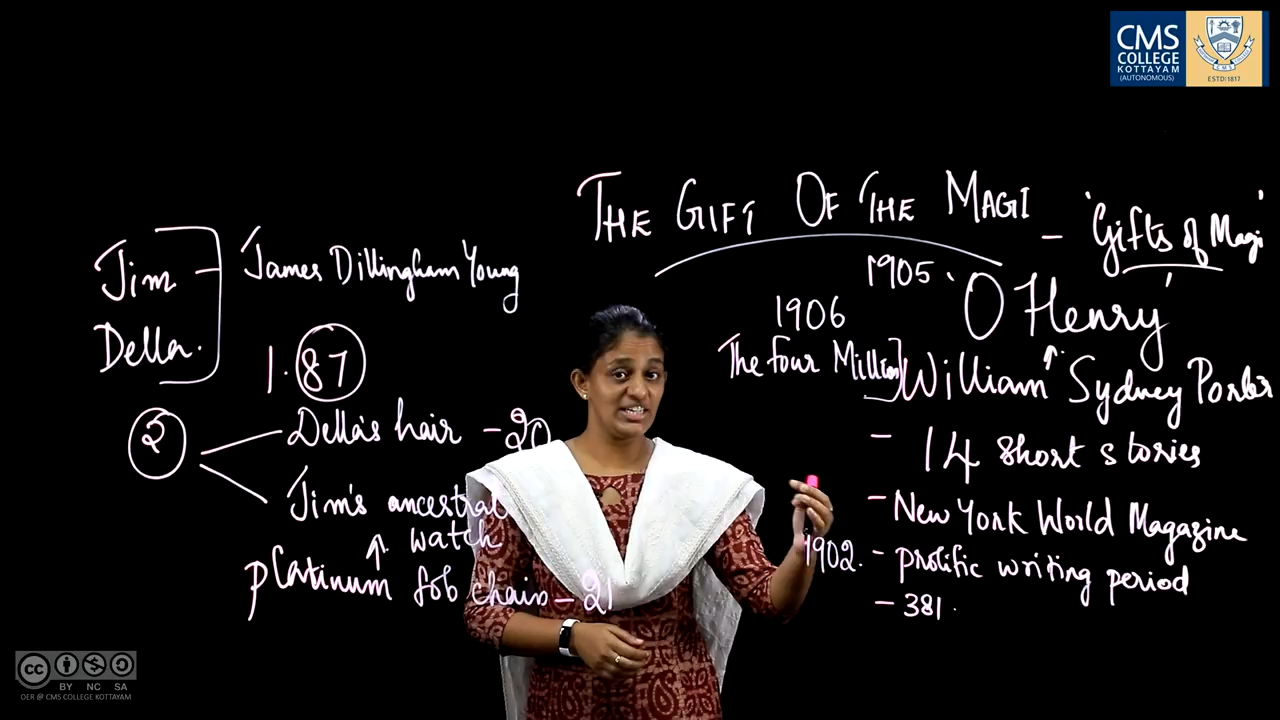 CMS
COLLEGE
KOTTAYAM
(AUTONOMOUS)
CMS
ESTD:1817
THE GIFT OF THE MAGI - 'Gifts of Magi'
1905
'O Henry'
1906
The four Million
William Sydney Porter
- 14 short stories
- New York World Magazine
1902. - prolific writing period
- 381.
Jim - James Dillingham Young
Della.
1.87
2
Della's hair - 20
Jim's ancestral
watch
platinum fob chain - 21
CC BY NC SA
OER @ CMS COLLEGE KOTTAYAM